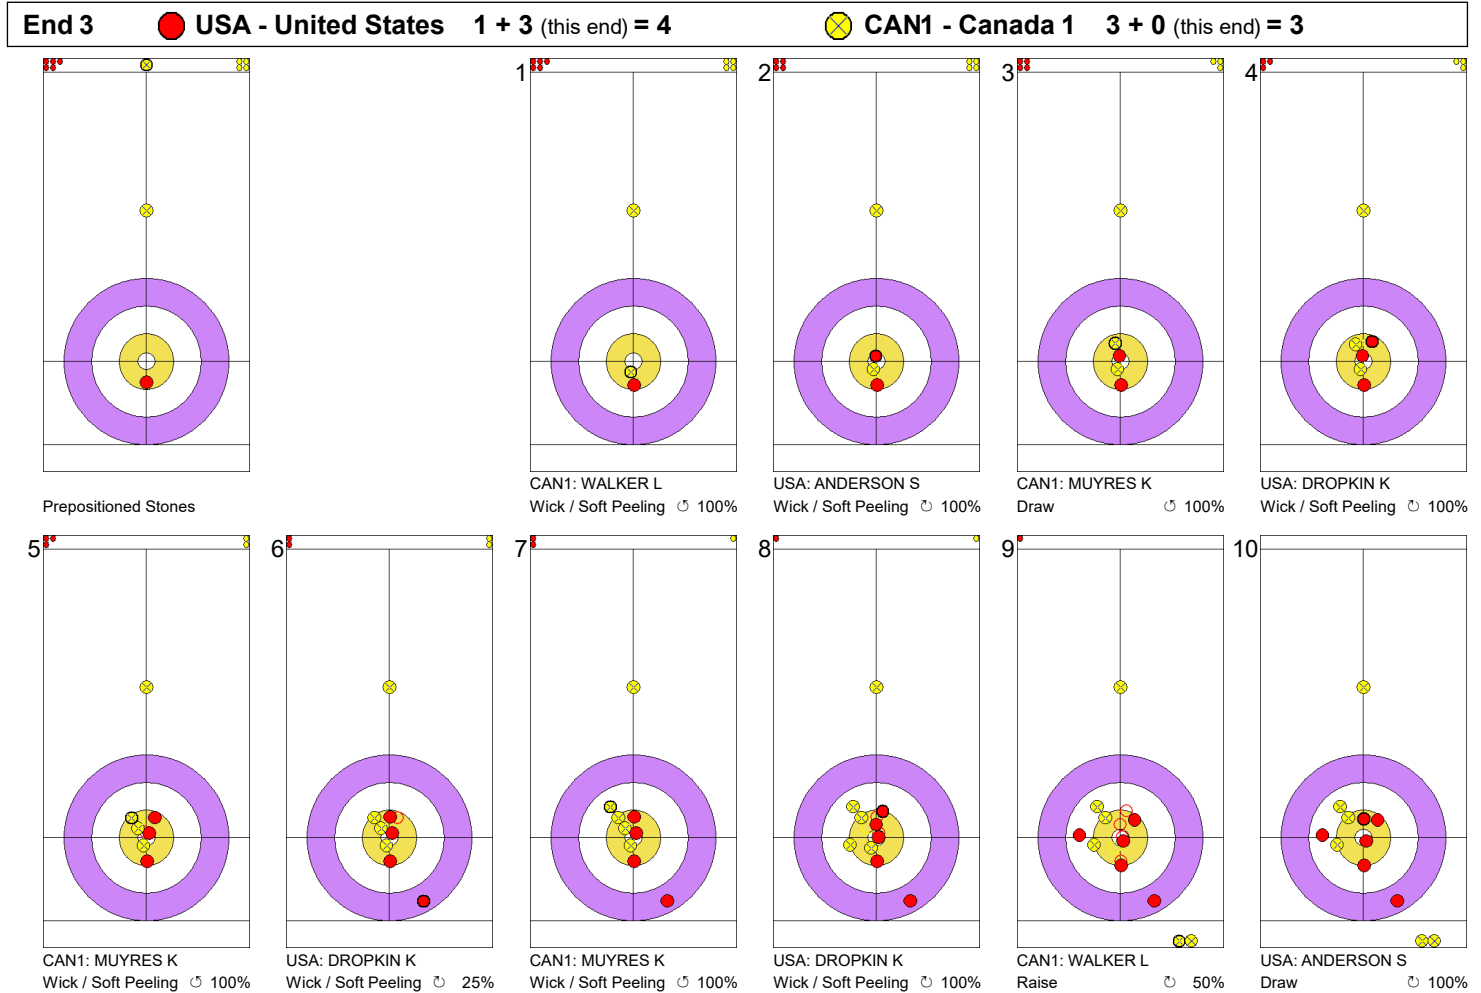 End 3 USA - United States 1 + 3 (this end) = 4 CAN1 - Canada 1 3 + 0 (this end) = 3
1 2 3 4
Prepositioned Stones
CAN1: WALKER L
Wick / Soft Peeling ↺ 100%
USA: ANDERSON S
Wick / Soft Peeling ↻ 100%
CAN1: MUYRES K
Draw ↺ 100%
USA: DROPKIN K
Wick / Soft Peeling ↻ 100%
5 6 7 8 9 10
CAN1: MUYRES K
Wick / Soft Peeling ↺ 100%
USA: DROPKIN K
Wick / Soft Peeling ↻ 25%
CAN1: MUYRES K
Wick / Soft Peeling ↺ 100%
USA: DROPKIN K
Wick / Soft Peeling ↻ 100%
CAN1: WALKER L
Raise ↻ 50%
USA: ANDERSON S
Draw ↻ 100%